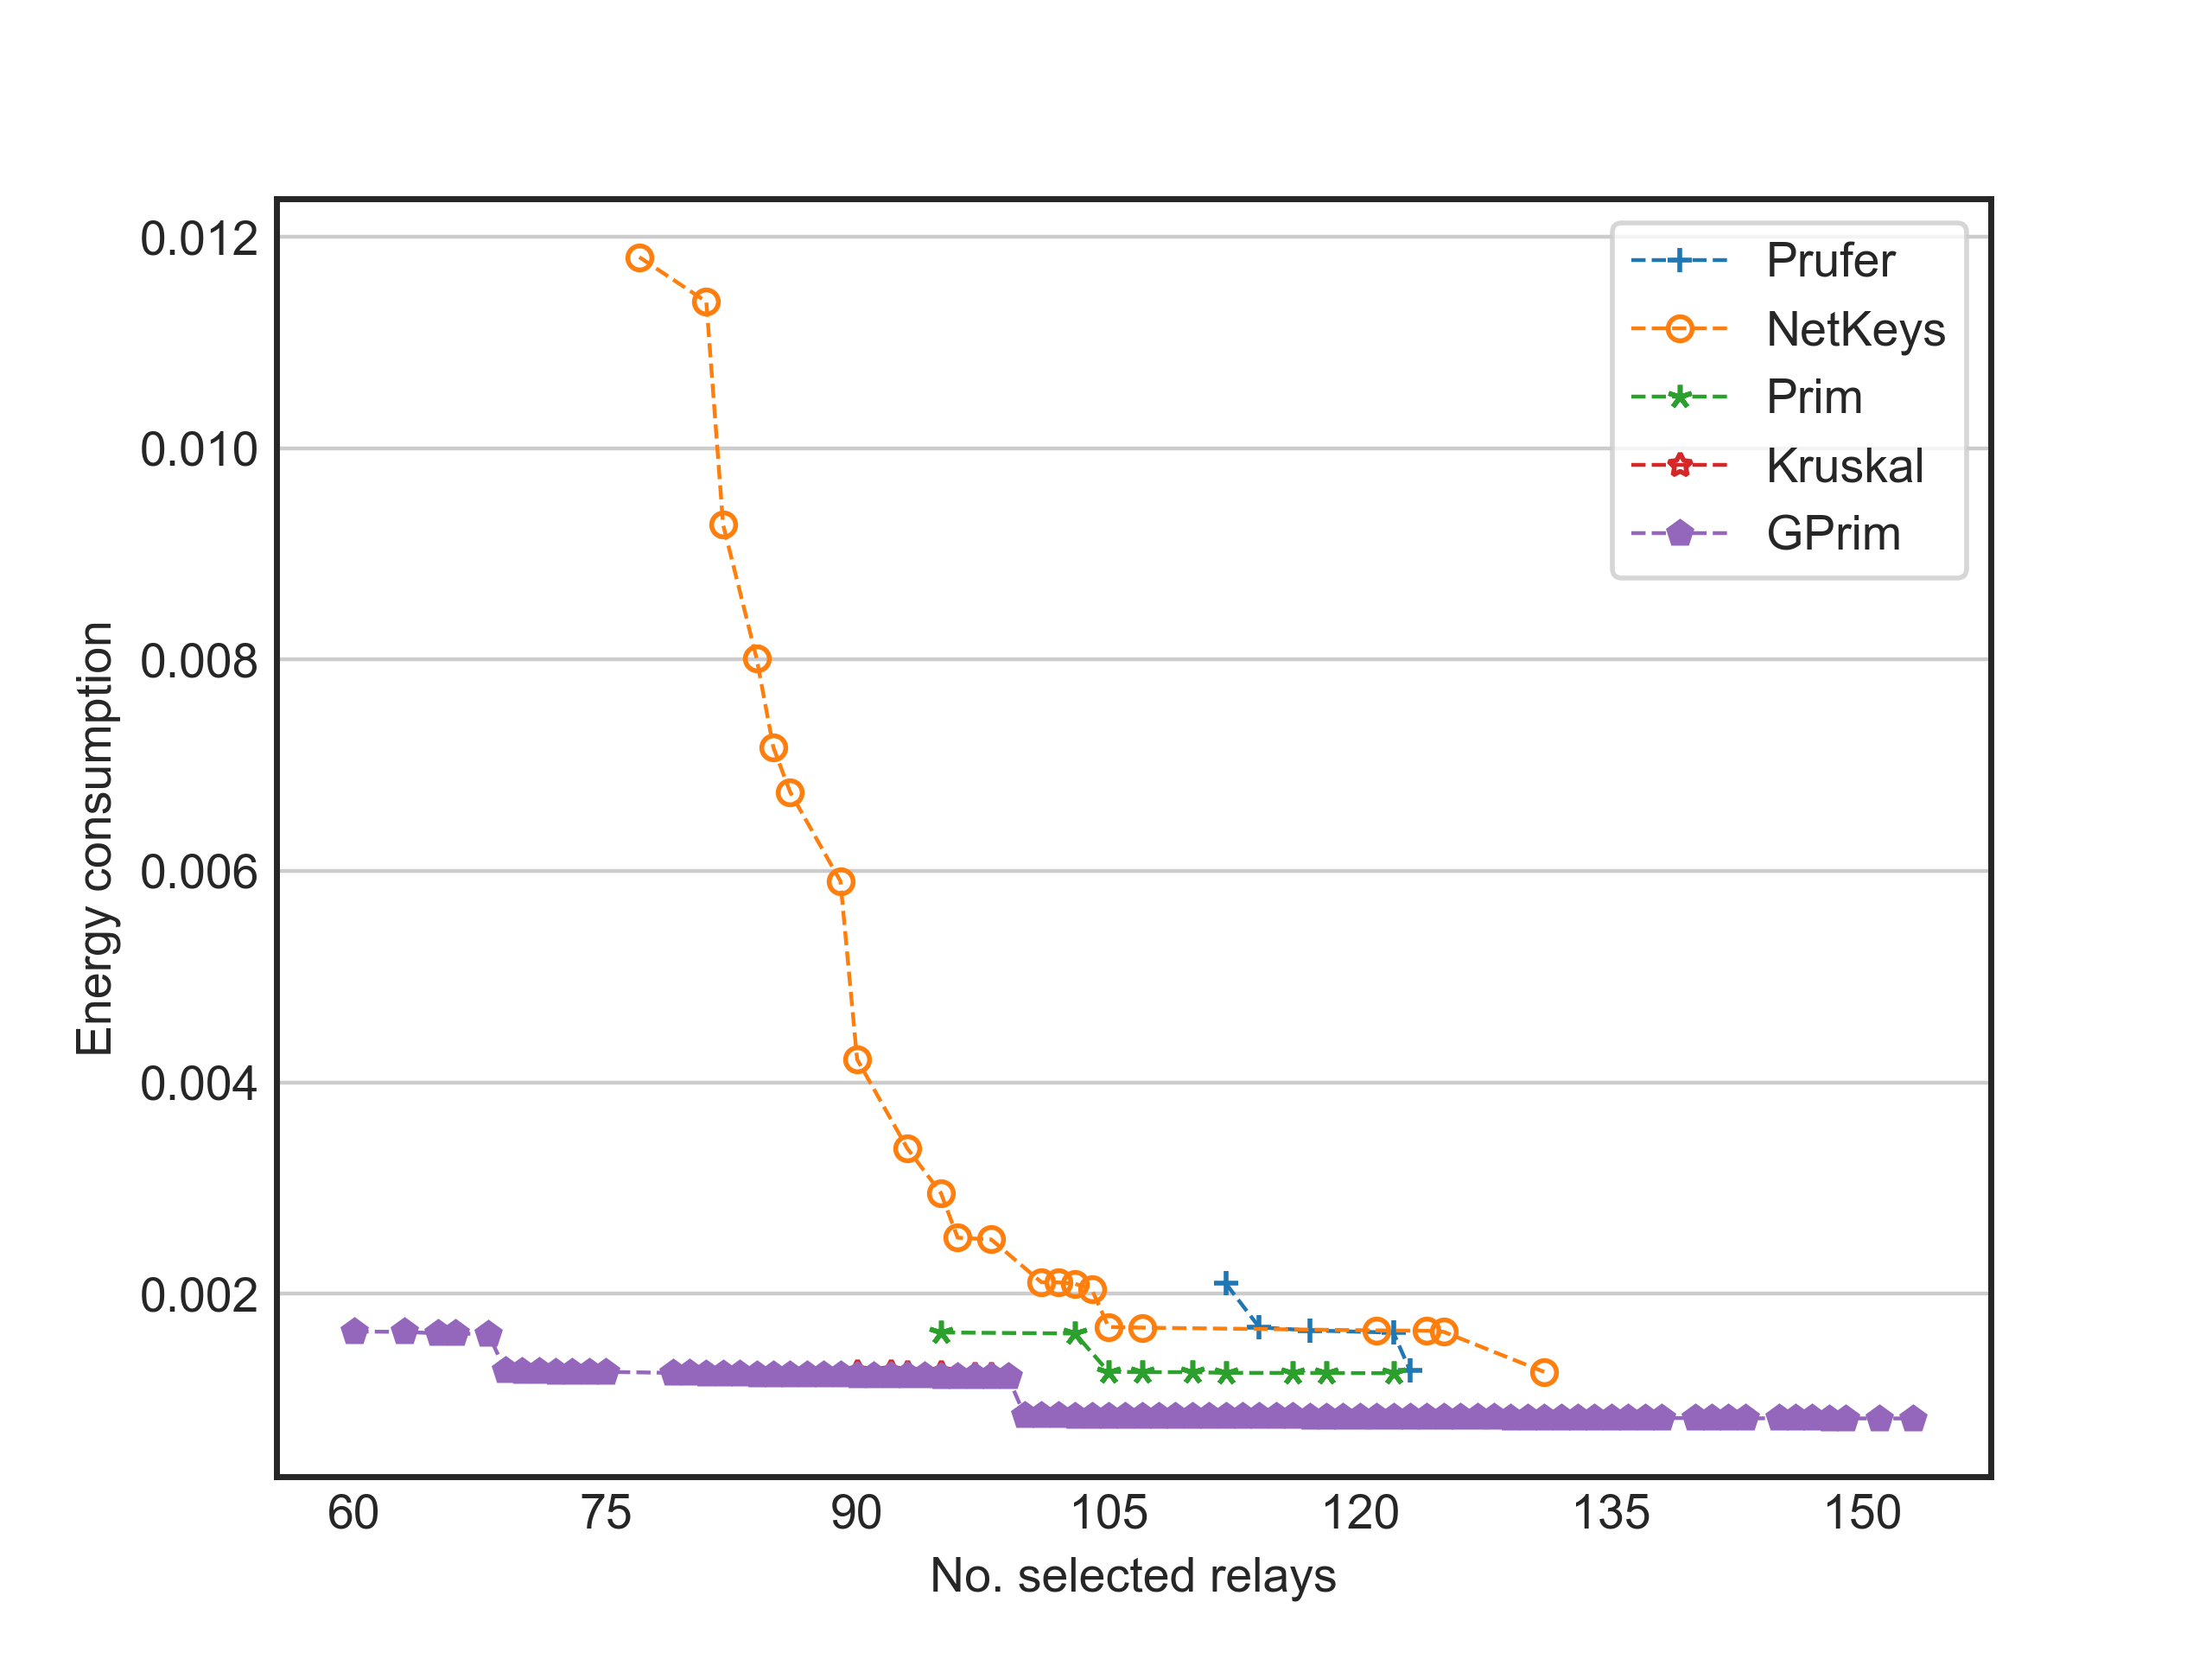 0.012
0.010
0.008
0.006
0.004
0.002
Energy consumption
60 75 90 105 120 135 150
No. selected relays
Prufer
NetKeys
Prim
Kruskal
GPrim